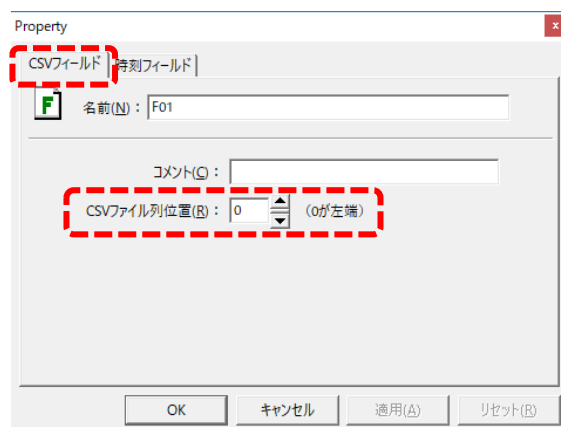 Property
x
CSVフィールド 時刻フィールド
F 名前(N)： F01
コメント(C)：
CSVファイル列位置(R)： 0 (0が左端)
OK キャンセル 適用(A) リセット(R)